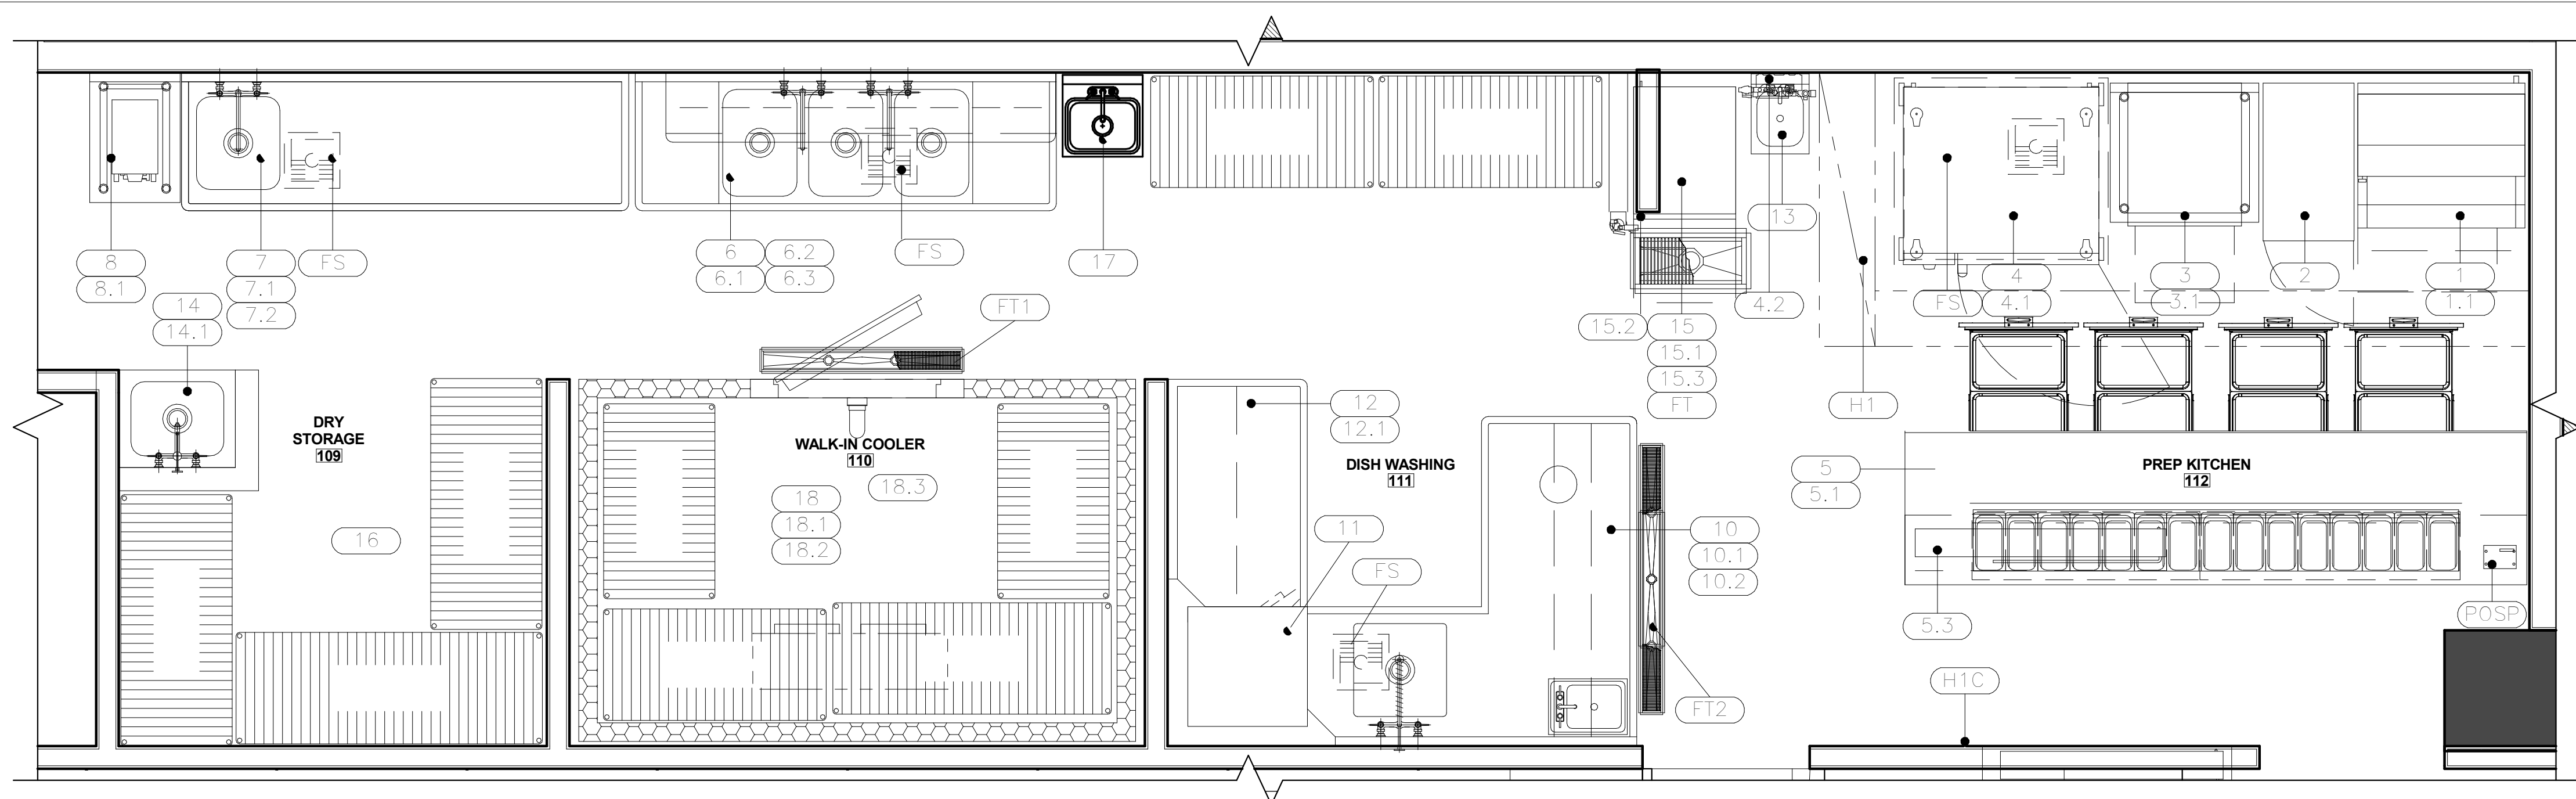 8
8.1
7
7.1
7.2
FS
6
6.2
6.1
6.3
FS
17
13
4.2
15.2
15
15.1
15.3
FT
H1
FS
4
4.1
3
3.1
2
1
1.1
14
14.1
FT1
DRY
STORAGE
109
16
WALK-IN COOLER
110
18.3
18
18.1
18.2
12
12.1
DISH WASHING
111
11
FS
10
10.1
10.2
FT2
5
5.1
PREP KITCHEN
112
5.3
POSP
H1C